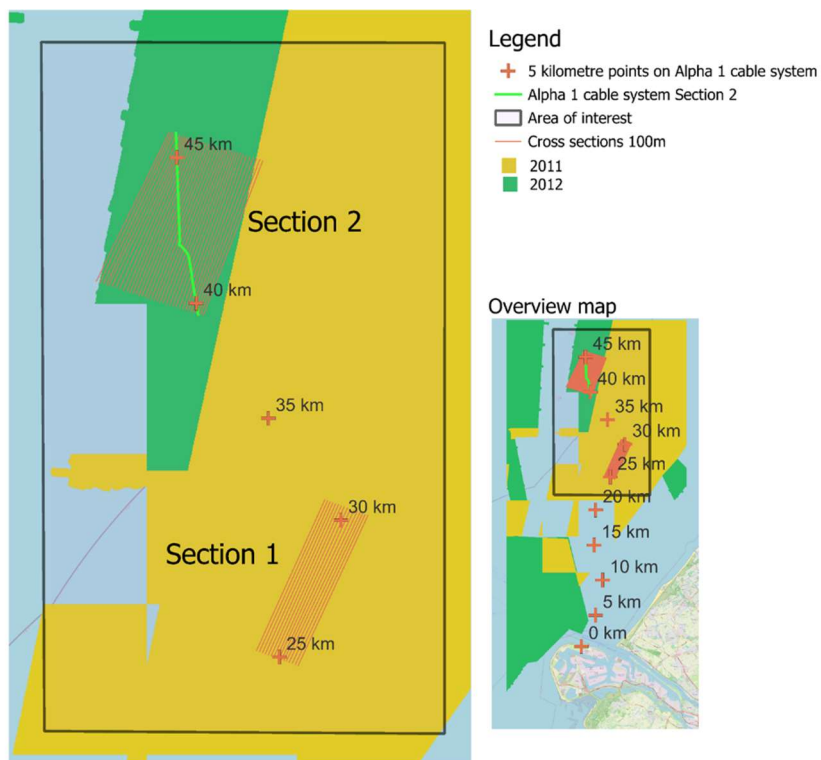 45 km
Section 2
40 km
35 km
30 km
Section 1
25 km
Legend
5 kilometre points on Alpha 1 cable system
Alpha 1 cable system Section 2
Area of interest
Cross sections 100m
2011
2012
Overview map
45 km
40 km
35 km
30 km
25 km
20 km
15 km
10 km
5 km
0 km